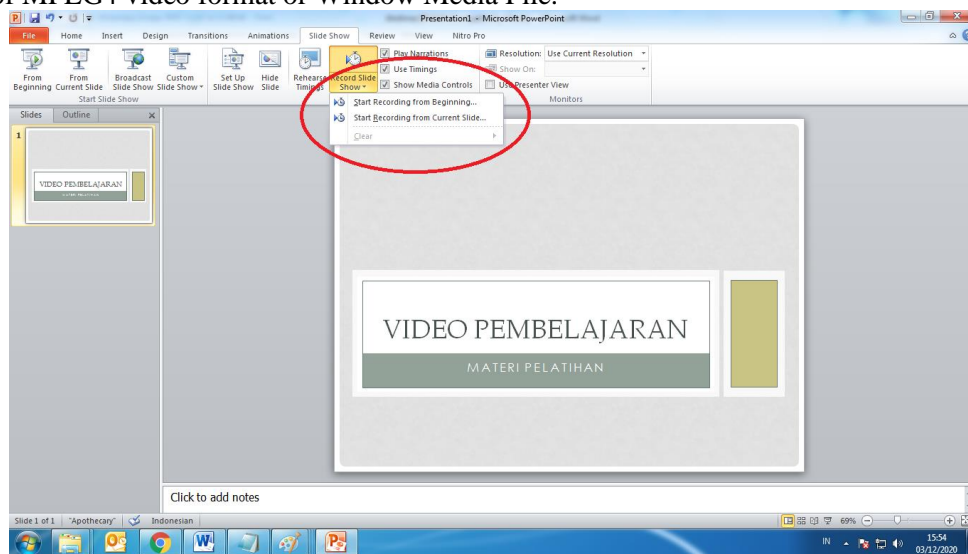 or MPEG4 video format or Window Media File.
Presentation1 - Microsoft PowerPoint
File Home Insert Design Transitions Animations Slide Show Review View Nitro Pro
From Beginning
From Current Slide
Broadcast Slide Show
Custom Slide Show
Set Up Slide Show
Hide Slide
Rehearse Timings
Record Slide Show
Play Narrations
Use Timings
Show Media Controls
Resolution: Use Current Resolution
Show On:
Use Presenter View
Start Slide Show
Monitors
Start Recording from Beginning...
Start Recording from Current Slide...
Clear
Slides Outline
1
VIDEO PEMBELAJARAN
MATERI PELATIHAN
VIDEO PEMBELAJARAN
MATERI PELATIHAN
Click to add notes
Slide 1 of 1 "Apothecary" Indonesian 69%
IN 15:54
03/12/2020